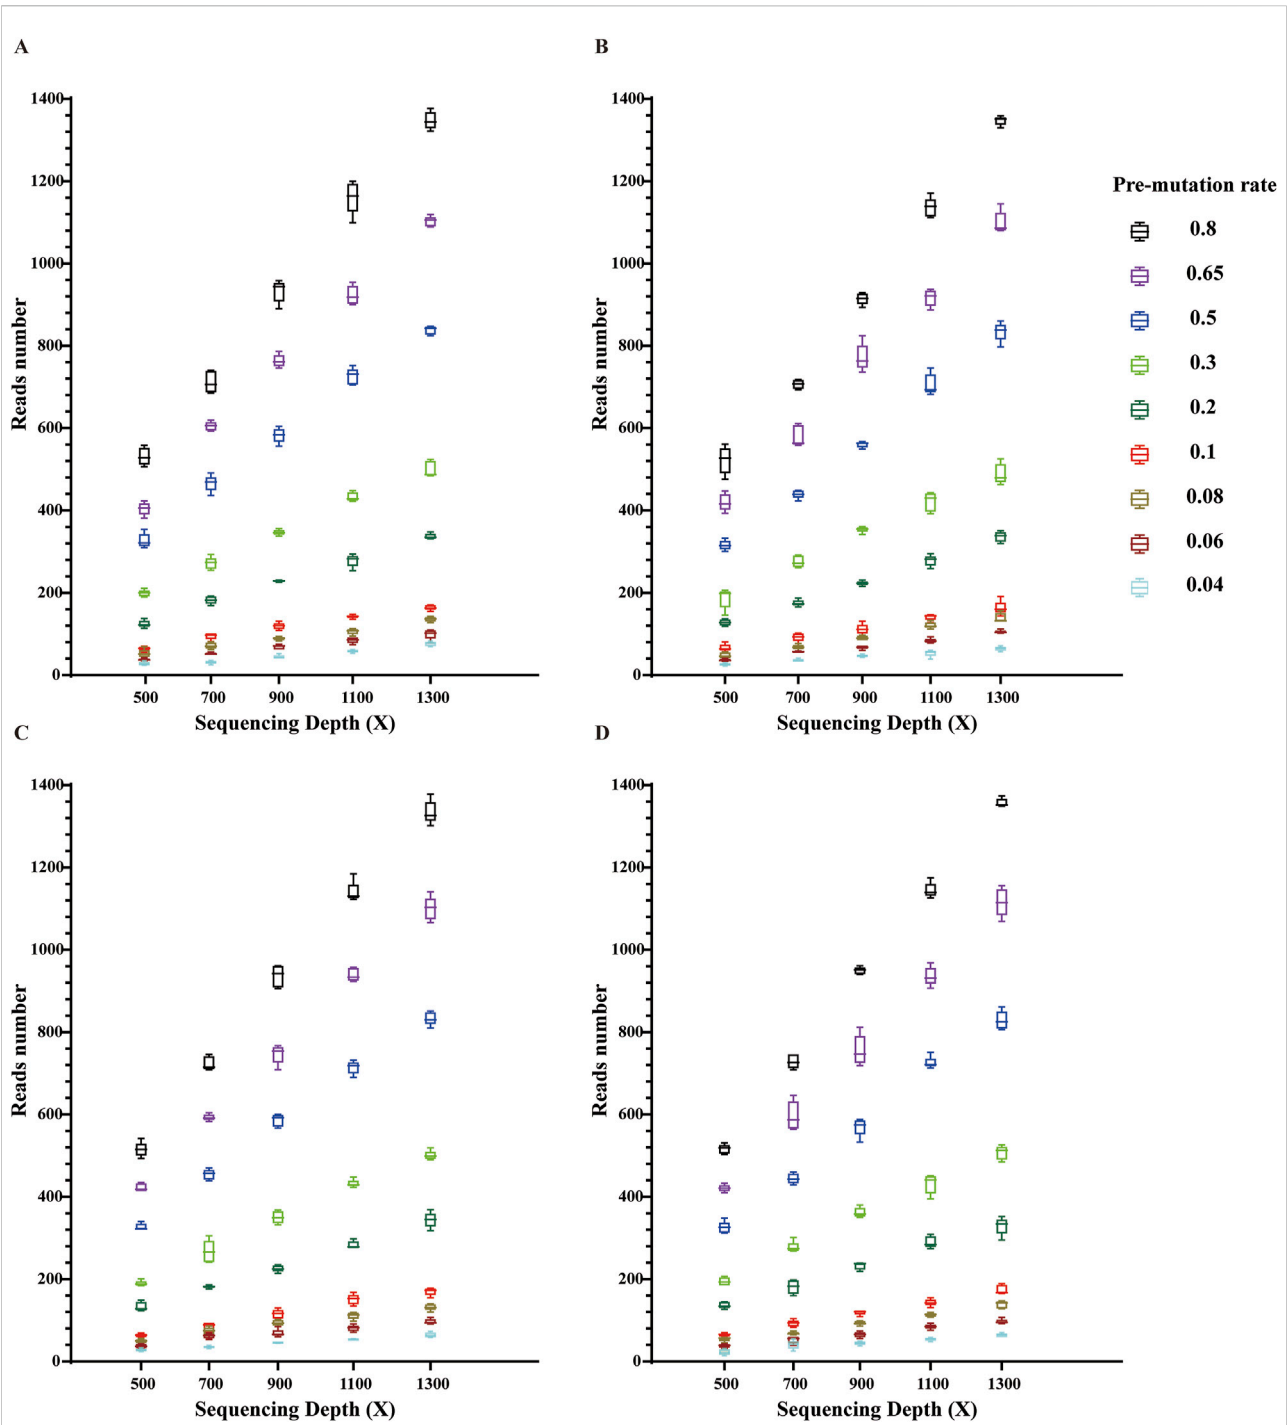 A
B
1400
1200
1000
800
600
400
200
0
Reads number
500 700 900 1100 1300
Sequencing Depth (X)
1400
1200
1000
800
600
400
200
0
Reads number
500 700 900 1100 1300
Sequencing Depth (X)
Pre-mutation rate
0.8
0.65
0.5
0.3
0.2
0.1
0.08
0.06
0.04
C
D
1400
1200
1000
800
600
400
200
0
Reads number
500 700 900 1100 1300
Sequencing Depth (X)
1400
1200
1000
800
600
400
200
0
Reads number
500 700 900 1100 1300
Sequencing Depth (X)